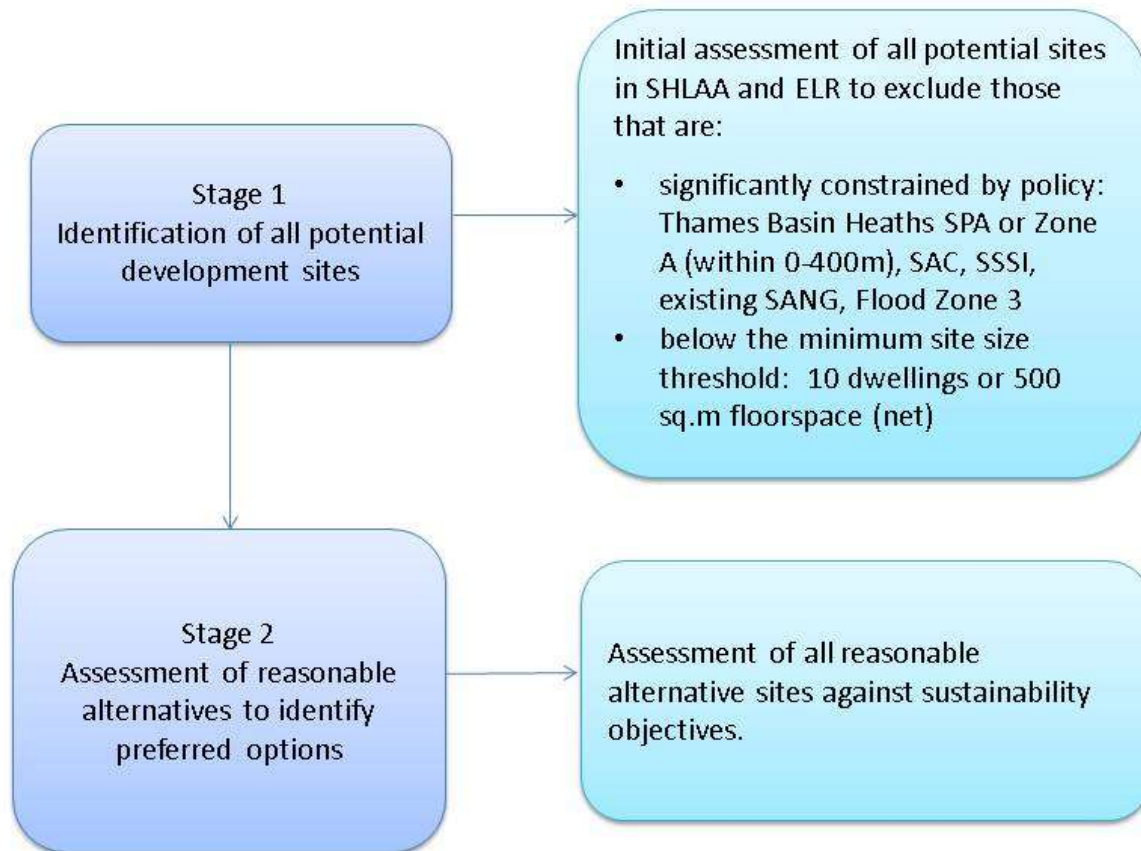 Stage 1
Identification of all potential
development sites
Initial assessment of all potential sites
in SHLAA and ELR to exclude those
that are:
• significantly constrained by policy:
Thames Basin Heaths SPA or Zone
A (within 0-400m), SAC, SSSI,
existing SANG, Flood Zone 3
• below the minimum site size
threshold: 10 dwellings or 500
sq.m floorspace (net)
Stage 2
Assessment of reasonable
alternatives to identify
preferred options
Assessment of all reasonable
alternative sites against sustainability
objectives.